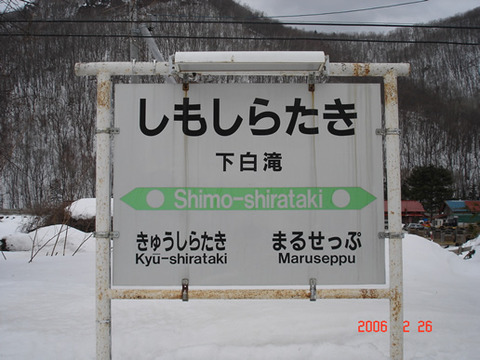 しもしらたき
下白滝
Shimo-shirataki
きゅうしらたき まるせっぷ
Kyū-shirataki Maruseppu
2006 2 26